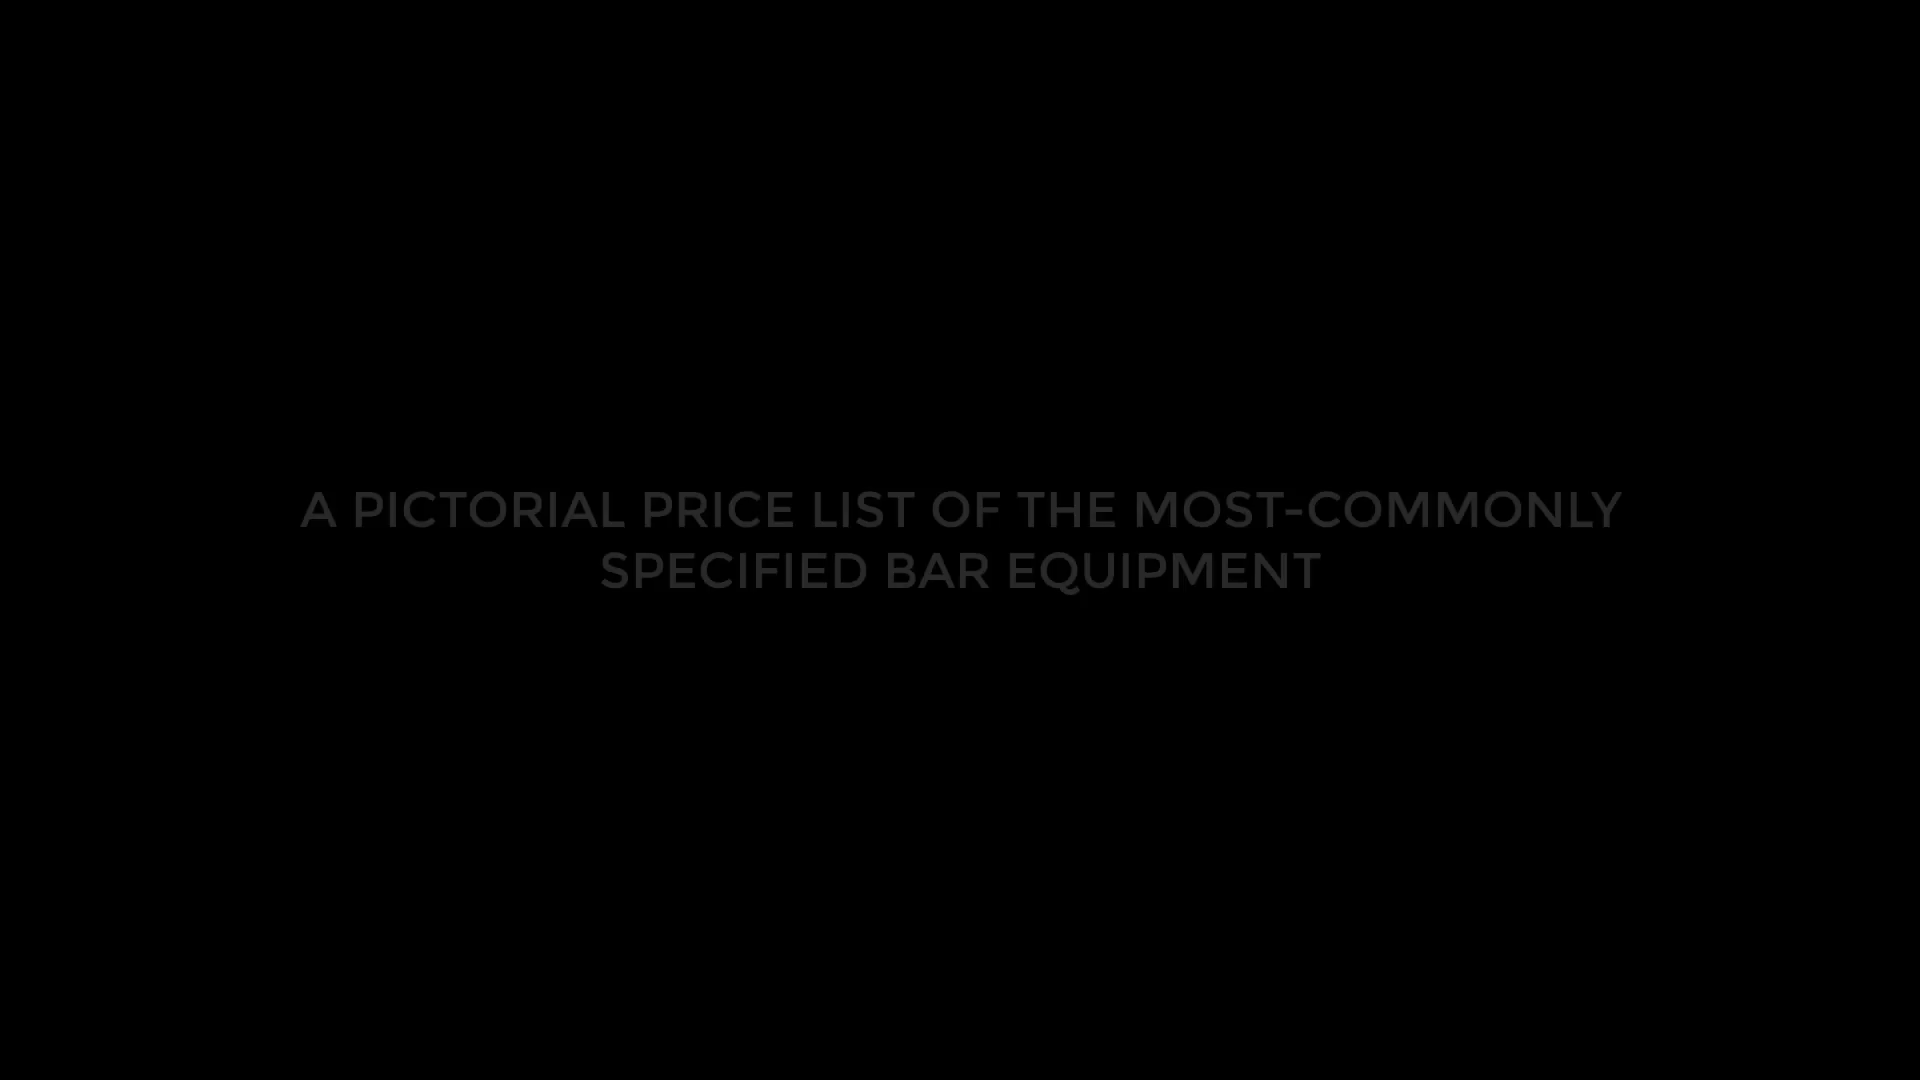 A PICTORIAL PRICE LIST OF THE MOST-COMMONLY
SPECIFIED BAR EQUIPMENT